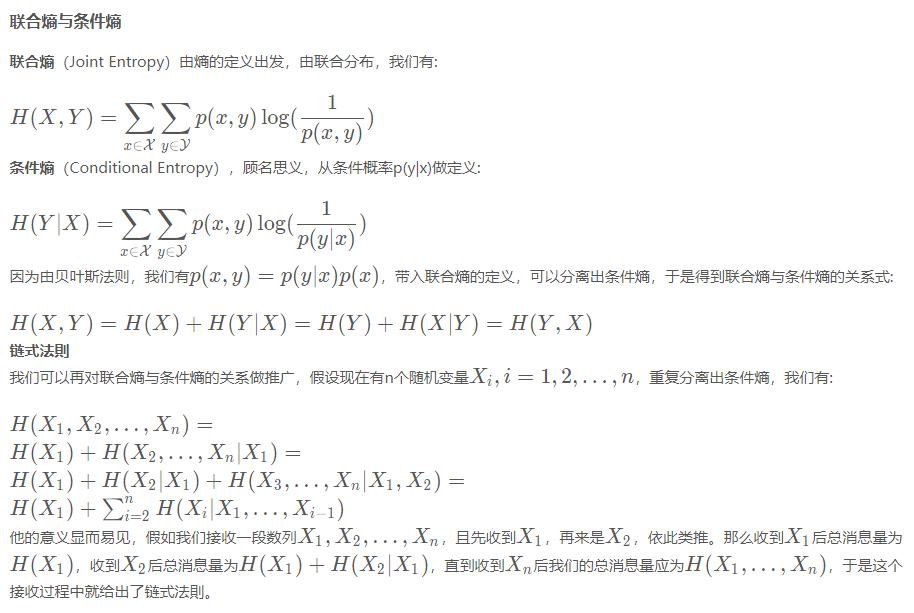 联合熵与条件熵
联合熵（Joint Entropy）由熵的定义出发，由联合分布，我们有:
$H(X,Y)=\sum_{x\in\mathcal{X}}\sum_{y\in\mathcal{Y}}p(x,y)\log(\frac{1}{p(x,y)})$
条件熵（Conditional Entropy）, 顾名思义，从条件概率p(y|x)做定义:
$H(Y|X)=\sum_{x\in\mathcal{X}}\sum_{y\in\mathcal{Y}}p(x,y)\log(\frac{1}{p(y|x)})$
因为由贝叶斯法则，我们有$p(x,y)=p(y|x)p(x)$，带入联合熵的定义，可以分离出条件熵，于是得到联合熵与条件熵的关系式:
$H(X,Y)=H(X)+H(Y|X)=H(Y)+H(X|Y)=H(Y,X)$
链式法則
我们可以再对联合熵与条件熵的关系做推广，假设现在有n个随机变量$X_i,i=1,2,\ldots,n$，重复分离出条件熵，我们有:
$H(X_1,X_2,\ldots,X_n)=$
$H(X_1)+H(X_2,\ldots,X_n|X_1)=$
$H(X_1)+H(X_2|X_1)+H(X_3,\ldots,X_n|X_1,X_2)=$
$H(X_1)+\sum_{i=2}^{n}H(X_i|X_1,\ldots,X_{i-1})$
他的意义显而易见，假如我们接收一段数列$X_1,X_2,\ldots,X_n$，且先收到$X_1$，再来是$X_2$，依此类推。那么收到$X_1$后总消息量为
$H(X_1)$，收到$X_2$后总消息量为$H(X_1)+H(X_2|X_1)$，直到收到$X_n$后我们的总消息量应为$H(X_1,\ldots,X_n)$，于是这个
接收过程中就给出了链式法則。